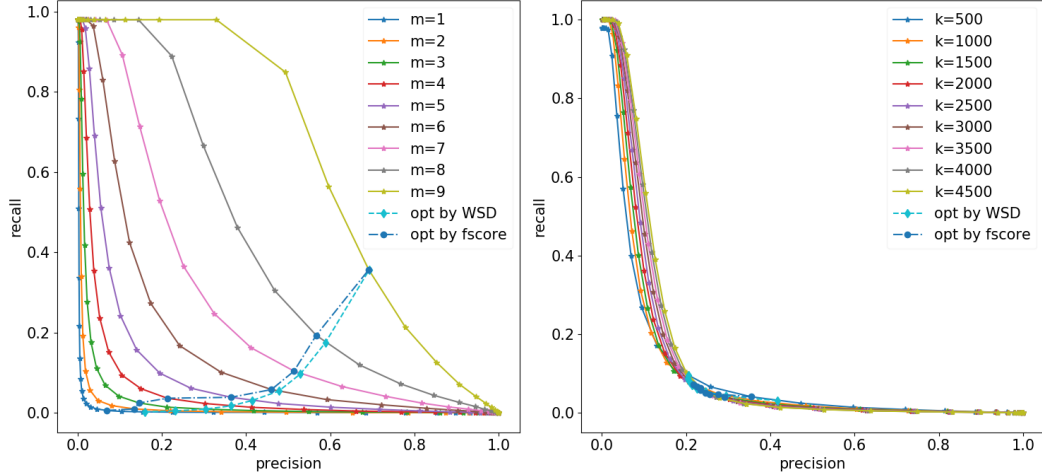 1.0
0.8
0.6
0.4
0.2
0.0
recall
0.0 0.2 0.4 0.6 0.8 1.0
precision
m=1
m=2
m=3
m=4
m=5
m=6
m=7
m=8
m=9
opt by WSD
opt by fscore
1.0
0.8
0.6
0.4
0.2
0.0
recall
0.0 0.2 0.4 0.6 0.8 1.0
precision
k=500
k=1000
k=1500
k=2000
k=2500
k=3000
k=3500
k=4000
k=4500
opt by WSD
opt by fscore